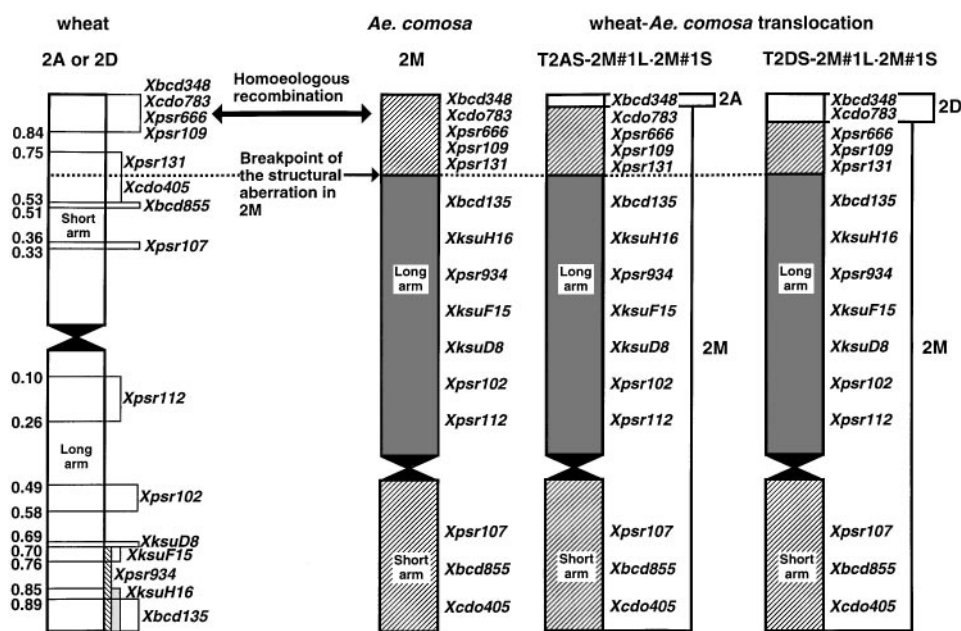 wheat
Ae. comosa
wheat-Ae. comosa translocation
2A or 2D
2M
T2AS-2M#1L·2M#1S
T2DS-2M#1L·2M#1S
Xbcd348
Xcdo783
Xpsr666
Xpsr109
0.84
0.75
Xpsr131
Xcdo405
0.53
0.51
Xbcd855
Short
arm
0.36
0.33
Xpsr107
0.10
Xpsr112
0.26
Long
arm
0.49
Xpsr102
0.58
0.69
XksuD8
0.70
XksuF15
0.76
Xpsr934
0.85
XksuH16
0.89
Xbcd135
Homoeologous
recombination
Breakpoint of
the structural
aberration in
2M
Xbcd348
Xcdo783
Xpsr666
Xpsr109
Xpsr131
Xbcd135
XksuH16
Long
arm
Xpsr934
XksuF15
XksuD8
Xpsr102
Xpsr112
Xpsr107
Short
arm
Xbcd855
Xcdo405
Xbcd348
2A
Xcdo783
Xpsr666
Xpsr109
Xpsr131
Xbcd135
XksuH16
Long
arm
Xpsr934
XksuF15
XksuD8
2M
Xpsr102
Xpsr112
Xpsr107
Short
arm
Xbcd855
Xcdo405
Xbcd348
Xcdo783
2D
Xpsr666
Xpsr109
Xpsr131
Xbcd135
XksuH16
Long
arm
Xpsr934
XksuF15
XksuD8
2M
Xpsr102
Xpsr112
Xpsr107
Short
arm
Xbcd855
Xcdo405